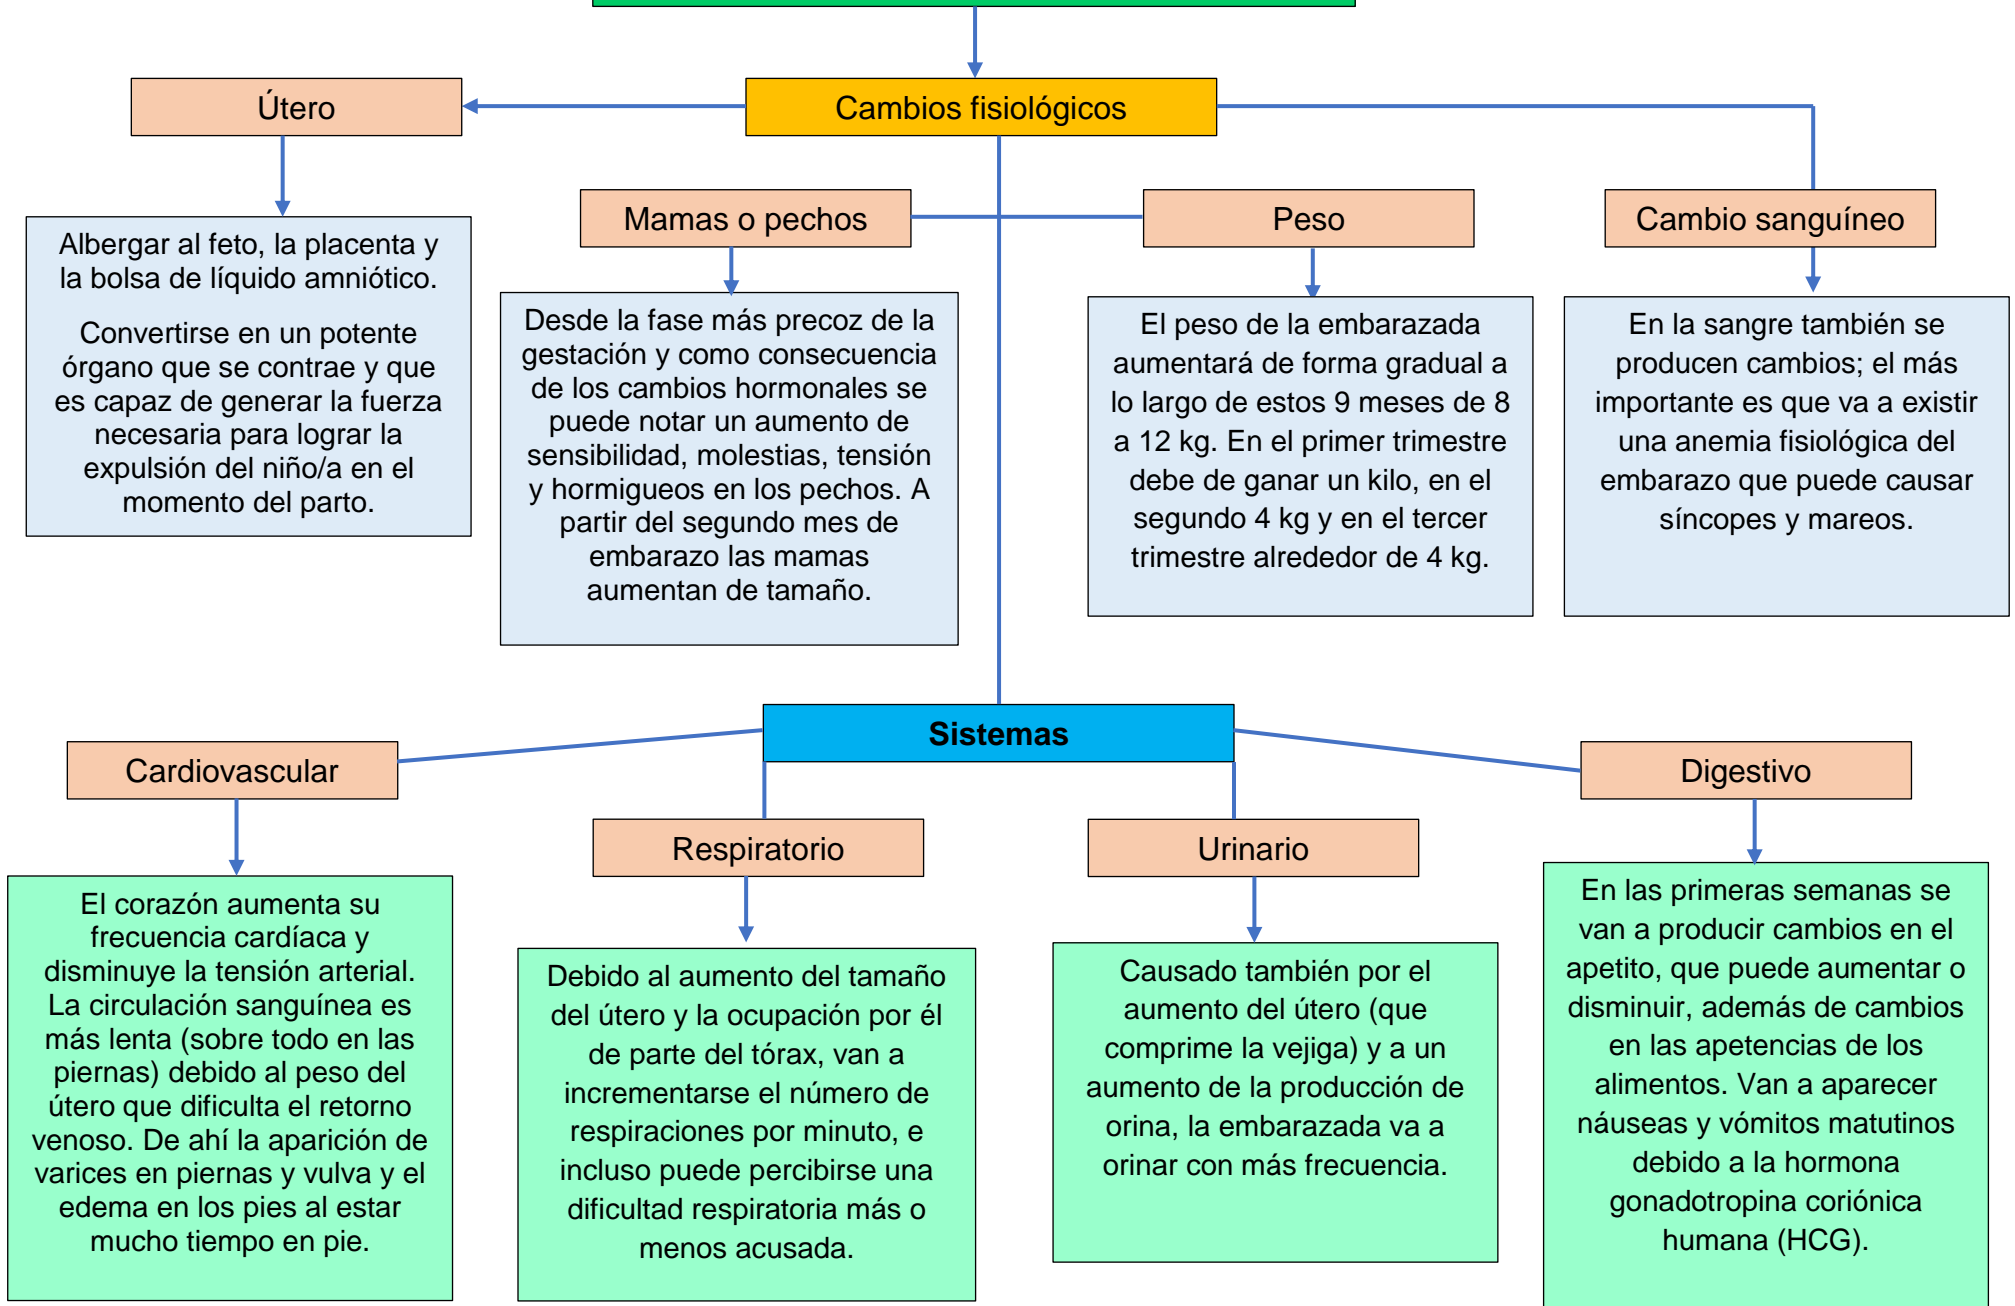 Cambios fisiológicos
Útero
Albergar al feto, la placenta y
la bolsa de líquido amniótico.
Convertirse en un potente
órgano que se contrae y que
es capaz de generar la fuerza
necesaria para lograr la
expulsión del niño/a en el
momento del parto.
Mamas o pechos
Desde la fase más precoz de la
gestación y como consecuencia
de los cambios hormonales se
puede notar un aumento de
sensibilidad, molestias, tensión
y hormigueos en los pechos. A
partir del segundo mes de
embarazo las mamas
aumentan de tamaño.
Peso
El peso de la embarazada
aumentará de forma gradual a
lo largo de estos 9 meses de 8
a 12 kg. En el primer trimestre
debe de ganar un kilo, en el
segundo 4 kg y en el tercer
trimestre alrededor de 4 kg.
Cambio sanguíneo
En la sangre también se
producen cambios; el más
importante es que va a existir
una anemia fisiológica del
embarazo que puede causar
síncopes y mareos.
Sistemas
Cardiovascular
El corazón aumenta su
frecuencia cardíaca y
disminuye la tensión arterial.
La circulación sanguínea es
más lenta (sobre todo en las
piernas) debido al peso del
útero que dificulta el retorno
venoso. De ahí la aparición de
varices en piernas y vulva y el
edema en los pies al estar
mucho tiempo en pie.
Respiratorio
Debido al aumento del tamaño
del útero y la ocupación por él
de parte del tórax, van a
incrementarse el número de
respiraciones por minuto, e
incluso puede percibirse una
dificultad respiratoria más o
menos acusada.
Urinario
Causado también por el
aumento del útero (que
comprime la vejiga) y a un
aumento de la producción de
orina, la embarazada va a
orinar con más frecuencia.
Digestivo
En las primeras semanas se
van a producir cambios en el
apetito, que puede aumentar o
disminuir, además de cambios
en las apetencias de los
alimentos. Van a aparecer
náuseas y vómitos matutinos
debido a la hormona
gonadotropina coriónica
humana (HCG).